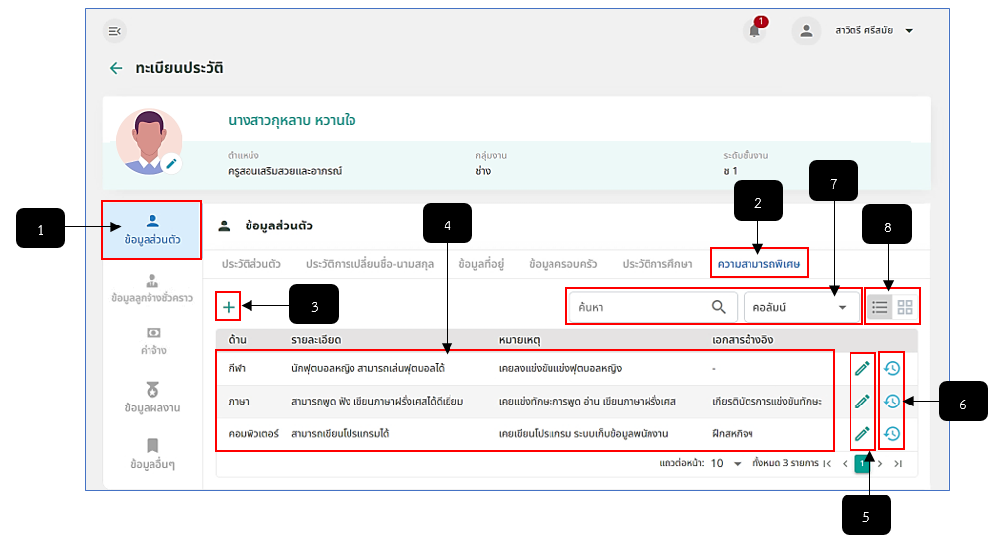 1
สาวิตรี ศรีสมัย
ทะเบียนประวัติ
นางสาวกุหลาบ หวานใจ
ตำแหน่ง กลุ่มงาน ระดับชั้นงาน
ครูสอนเสริมสวยและอาภรณ์ ช่าง ช 1
7
2
1
4
8
ข้อมูลส่วนตัว
ข้อมูลส่วนตัว
ประวัติส่วนตัว ประวัติการเปลี่ยนชื่อ-นามสกุล ข้อมูลที่อยู่ ข้อมูลครอบครัว ประวัติการศึกษา ความสามารถพิเศษ
ข้อมูลลูกจ้างชั่วคราว
3
ค้นหา คอลัมน์
ด้าน รายละเอียด หมายเหตุ เอกสารอ้างอิง
ค่าจ้าง
กีฬา นักฟุตบอลหญิง สามารถเล่นฟุตบอลได้ เคยลงแข่งขันแข่งฟุตบอลหญิง -
ภาษา สามารถพูด ฟัง เขียนภาษาฝรั่งเศสได้ดีเยี่ยม เคยแข่งทักษะการพูด อ่าน เขียนภาษาฝรั่งเศส เกียรติบัตรการแข่งขันทักษะ
6
ข้อมูลผลงาน
คอมพิวเตอร์ สามารถเขียนโปรแกรมได้ เคยเขียนโปรแกรม ระบบเก็บข้อมูลพนักงาน ฝึกสหกิจฯ
ข้อมูลอื่นๆ
แถวต่อหน้า: 10 ทั้งหมด 3 รายการ 1
5